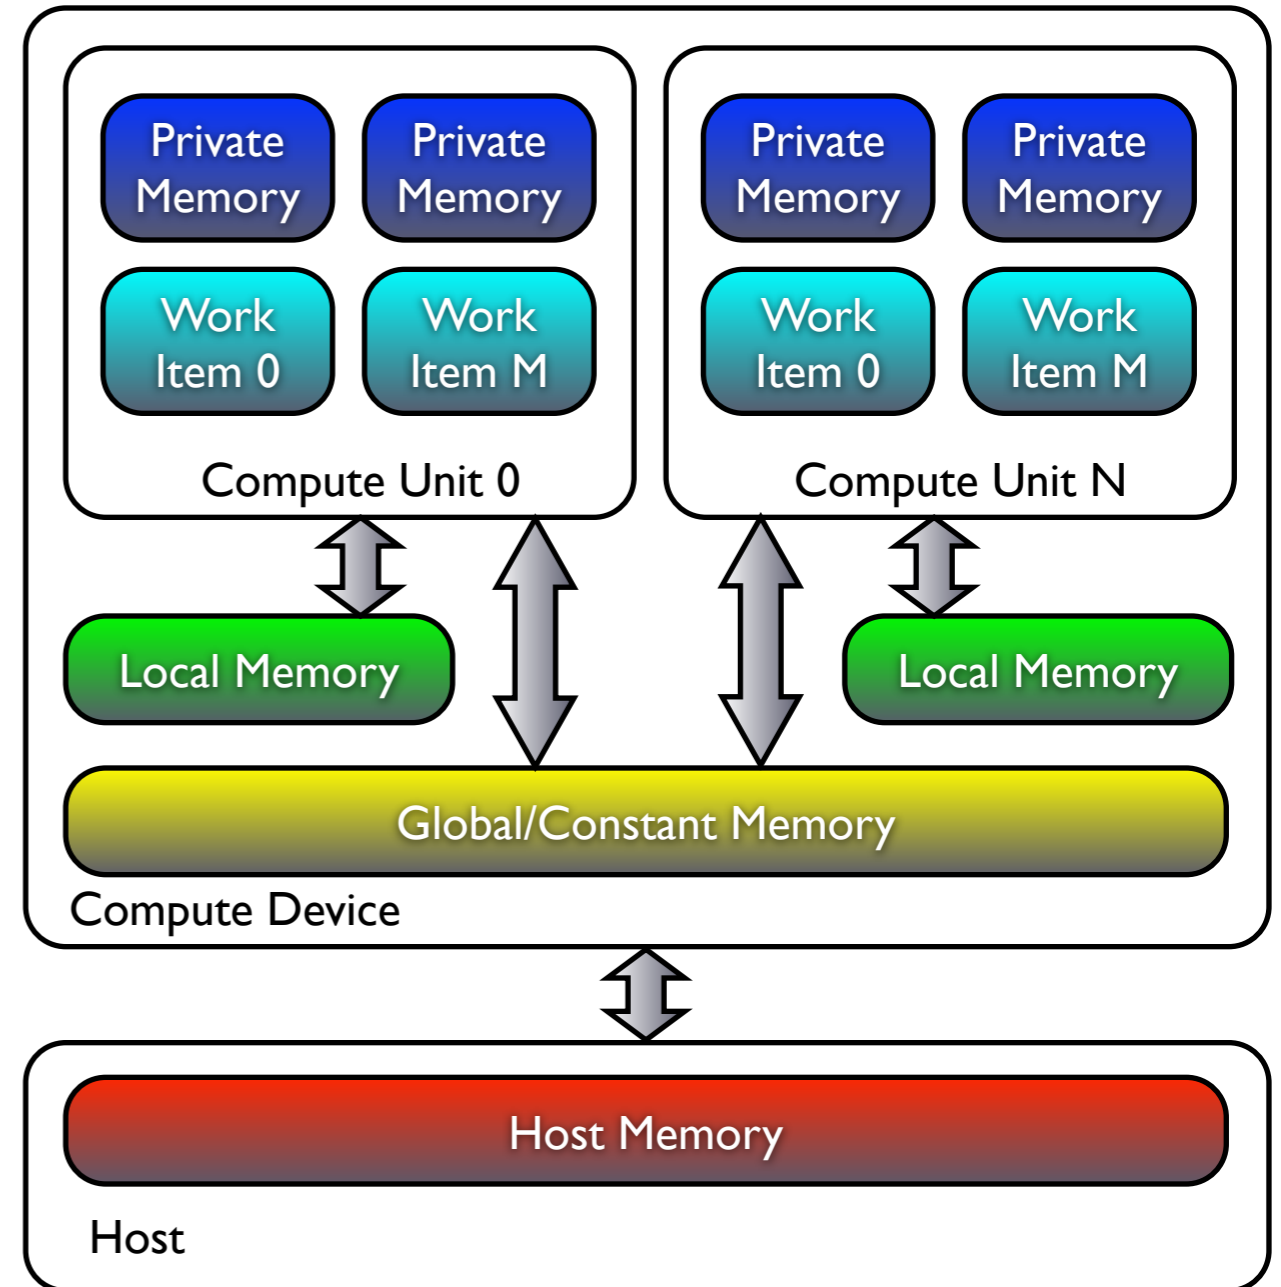 Private
Memory
Private
Memory
Private
Memory
Private
Memory
Work
Item 0
Work
Item M
Work
Item 0
Work
Item M
Compute Unit 0
Compute Unit N
Local Memory
Local Memory
Global/Constant Memory
Compute Device
Host Memory
Host